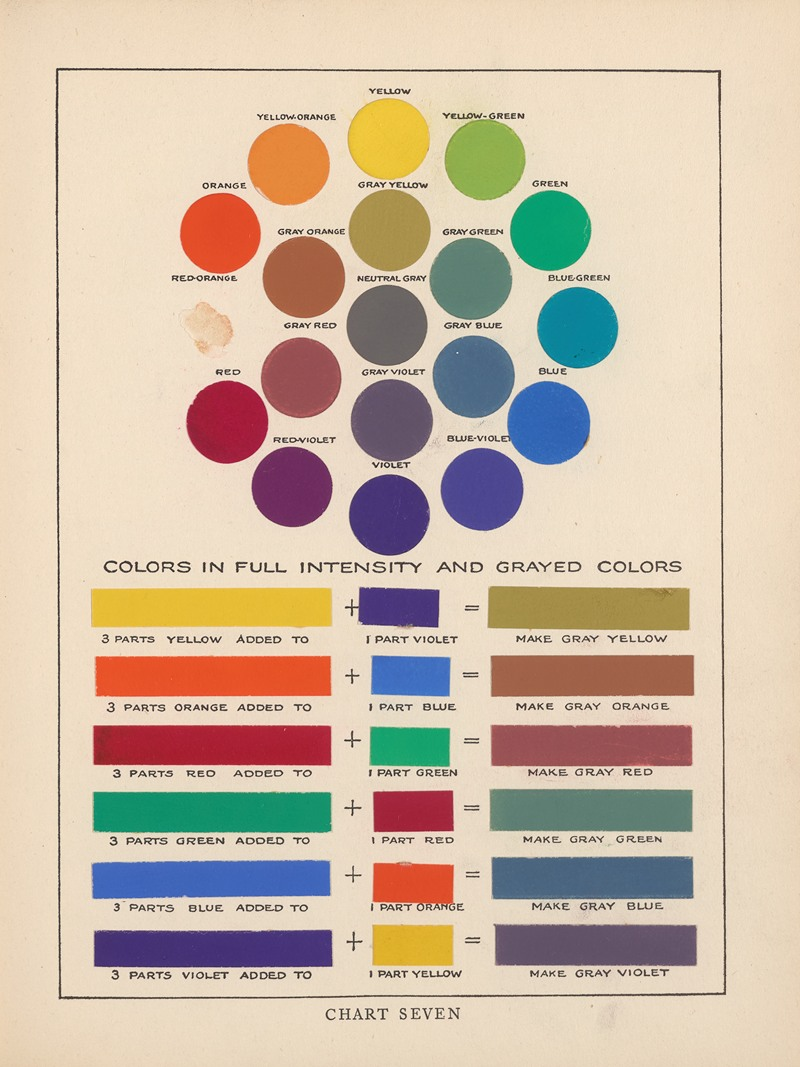 YELLOW
YELLOW-ORANGE
YELLOW-GREEN
ORANGE
GRAY YELLOW
GREEN
GRAY ORANGE
GRAY GREEN
RED-ORANGE
NEUTRAL GRAY
BLUE-GREEN
GRAY RED
GRAY BLUE
RED
GRAY VIOLET
BLUE
RED-VIOLET
BLUE-VIOLET
VIOLET
COLORS IN FULL INTENSITY AND GRAYED COLORS
+ =
3 PARTS YELLOW ADDED TO 1 PART VIOLET MAKE GRAY YELLOW
+ =
3 PARTS ORANGE ADDED TO 1 PART BLUE MAKE GRAY ORANGE
+ =
3 PARTS RED ADDED TO 1 PART GREEN MAKE GRAY RED
+ =
3 PARTS GREEN ADDED TO 1 PART RED MAKE GRAY GREEN
+ =
3 PARTS BLUE ADDED TO 1 PART ORANGE MAKE GRAY BLUE
+ =
3 PARTS VIOLET ADDED TO 1 PART YELLOW MAKE GRAY VIOLET
CHART SEVEN